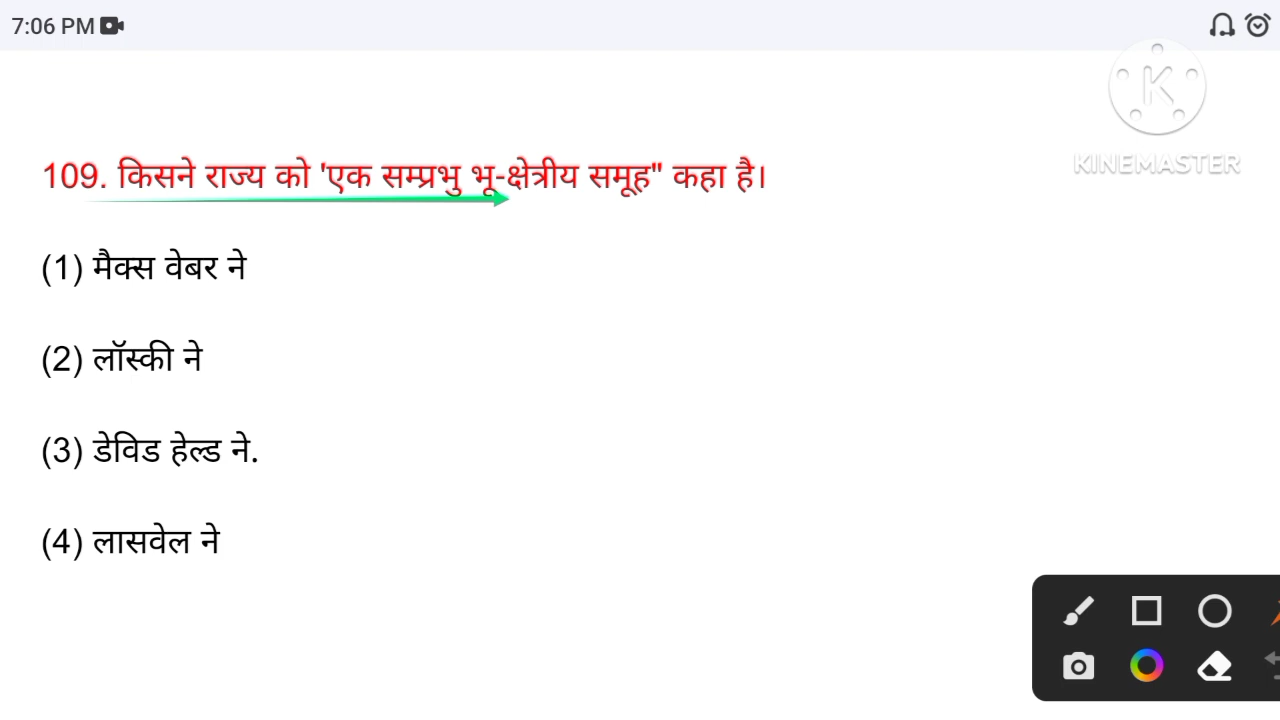 7:06 PM
KINEMASTER
109. किसने राज्य को 'एक सम्प्रभु भू-क्षेत्रीय समूह" कहा है।
(1) मैक्स वेबर ने
(2) लॉस्की ने
(3) डेविड हेल्ड ने.
(4) लासवेल ने